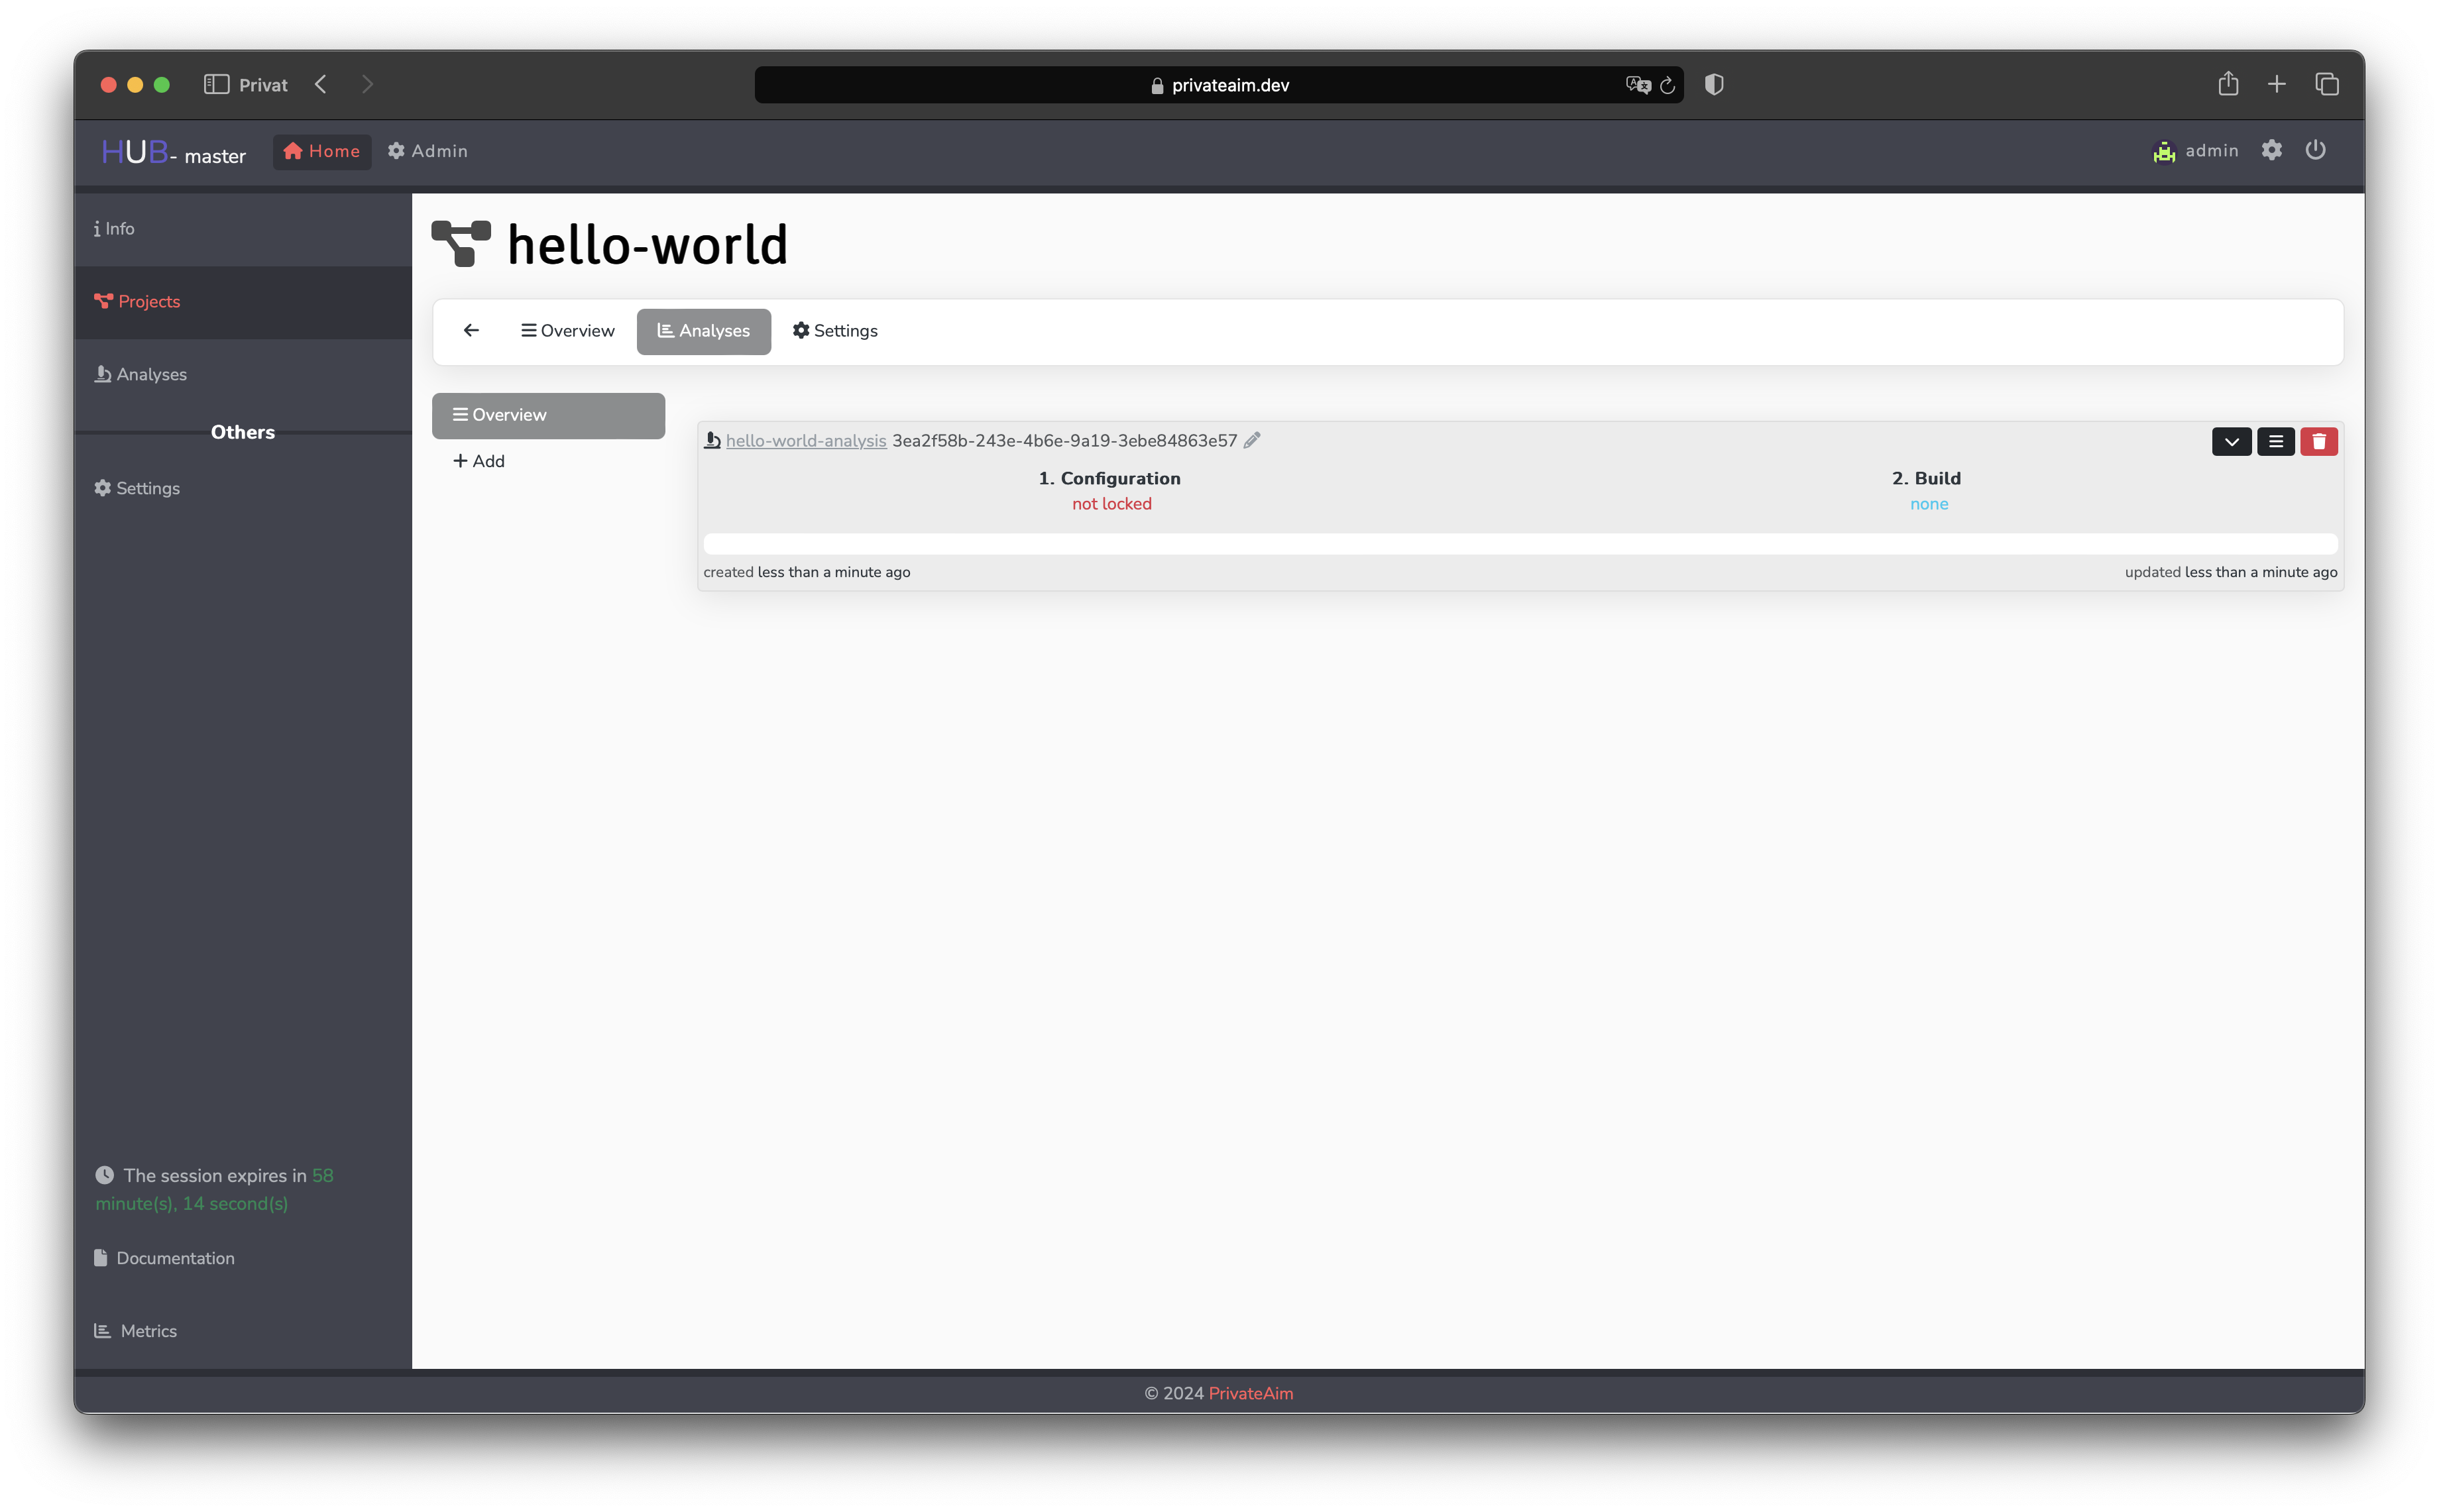 Privat
privateaim.dev
HUB- master Home Admin admin
Info
Projects
Analyses
Others
Settings
hello-world
Overview Analyses Settings
Overview
Add
hello-world-analysis 3ea2f58b-243e-4b6e-9a19-3ebe84863e57
1. Configuration 2. Build
not locked none
created less than a minute ago updated less than a minute ago
The session expires in 58
minute(s), 14 second(s)
Documentation
Metrics
© 2024 PrivateAim